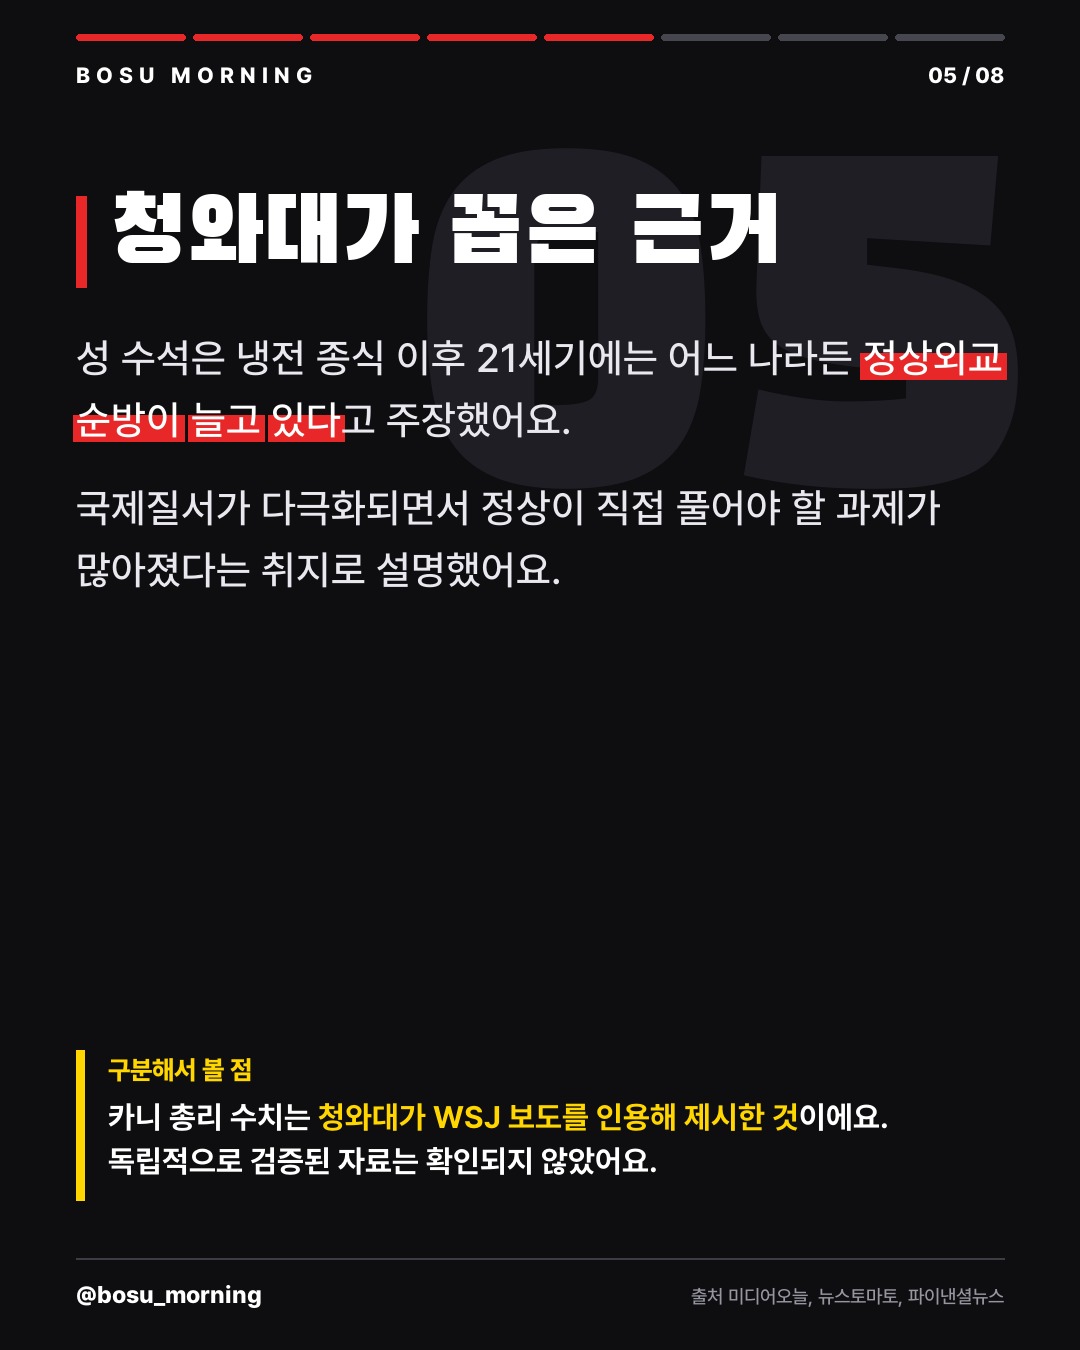 BOSU MORNING
05 / 08
05
청와대가 꼽은 근거
성 수석은 냉전 종식 이후 21세기에는 어느 나라든 정상외교
순방이 늘고 있다고 주장했어요.
국제질서가 다극화되면서 정상이 직접 풀어야 할 과제가
많아졌다는 취지로 설명했어요.
구분해서 볼 점
카니 총리 수치는 청와대가 WSJ 보도를 인용해 제시한 것이에요.
독립적으로 검증된 자료는 확인되지 않았어요.
@bosu_morning
출처 미디어오늘, 뉴스토마토, 파이낸셜뉴스